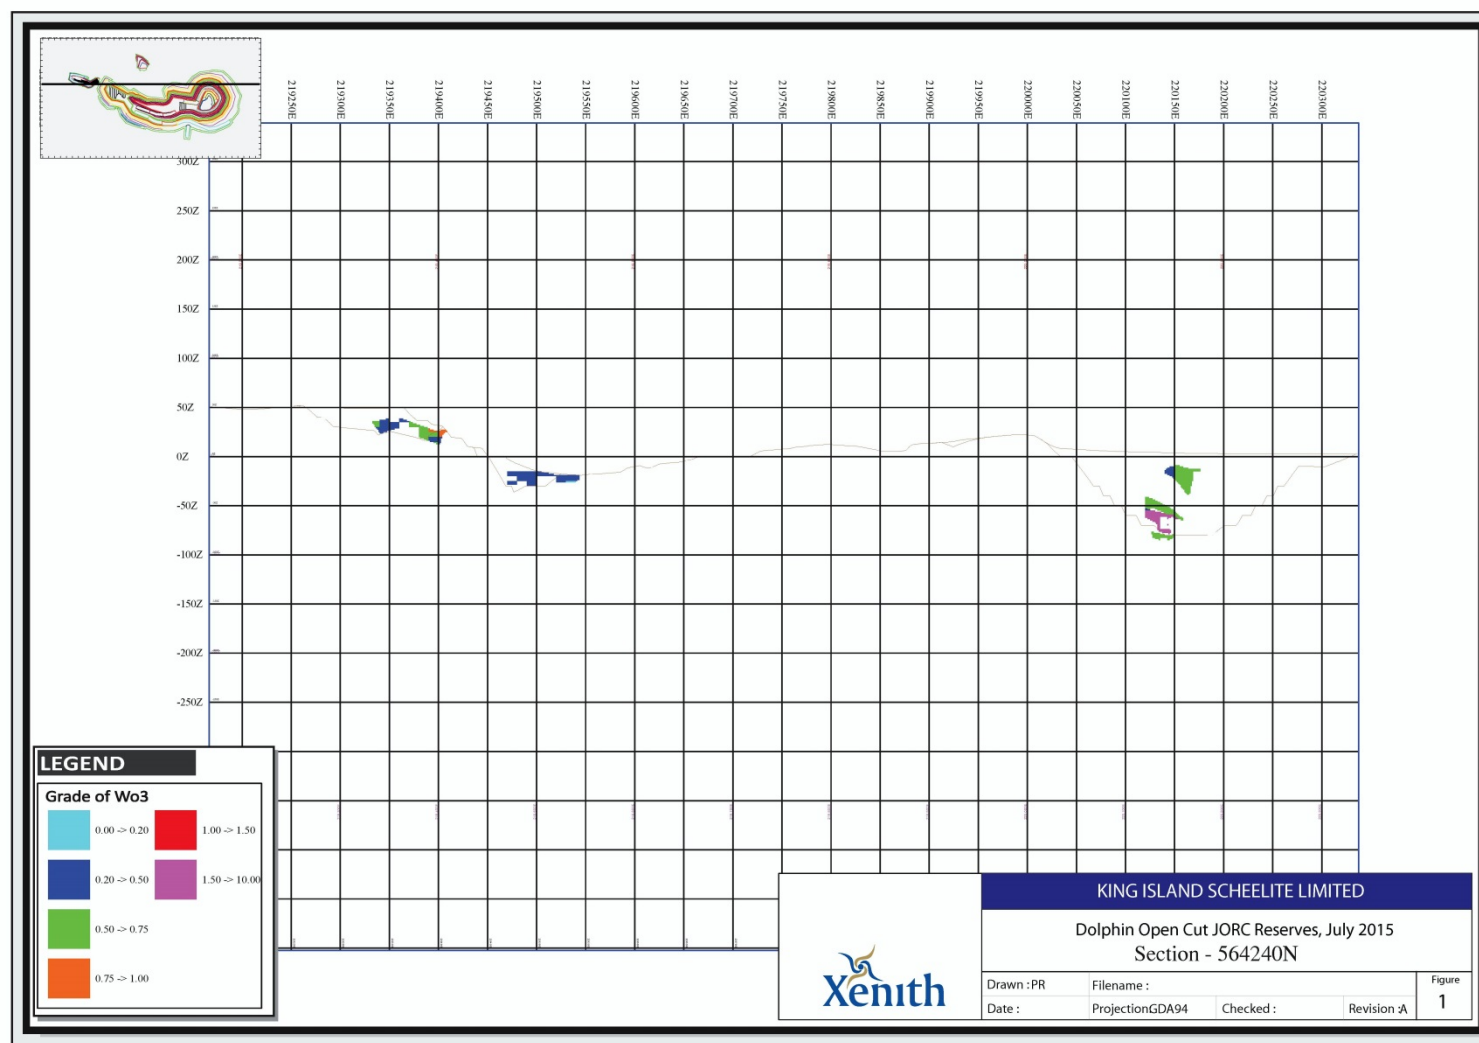 219250E
219300E
219350E
219400E
219450E
219500E
219550E
219600E
219650E
219700E
219750E
219800E
219850E
219900E
219950E
220000E
220050E
220100E
220150E
220200E
220250E
220300E
300Z
250Z
200Z
150Z
100Z
50Z
0Z
-50Z
-100Z
-150Z
-200Z
-250Z
LEGEND
Grade of Wo3
0.00 -> 0.20 1.00 -> 1.50
0.20 -> 0.50 1.50 -> 10.00
0.50 -> 0.75
0.75 -> 1.00
Xenith
KING ISLAND SCHEELITE LIMITED
Dolphin Open Cut JORC Reserves, July 2015
Section - 564240N
Drawn :PR Filename : Figure
Date : Projection:GDA94 Checked : Revision :A 1